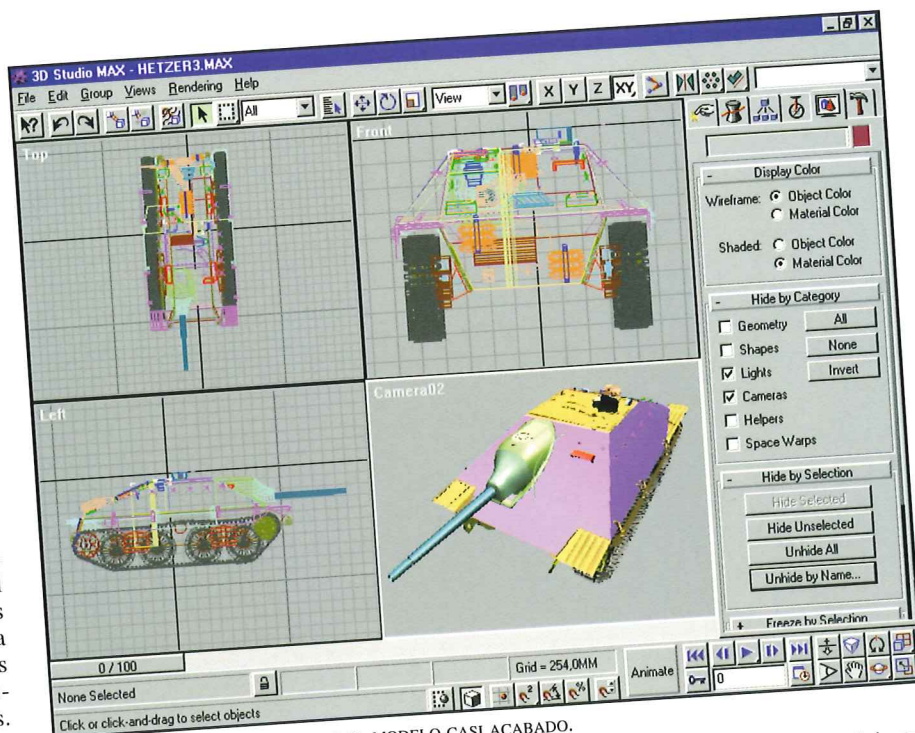 3D Studio MAX - HETZER3.MAX
File Edit Group Views Rendering Help
All
View
X Y Z XY
Top
Front
Left
Camera02
- Display Color
Wireframe: Object Color
Material Color
Shaded: Object Color
Material Color
- Hide by Category
Geometry All
Shapes None
Lights Invert
Cameras
Helpers
Space Warps
- Hide by Selection
Hide Selected
Hide Unselected
Unhide All
Unhide by Name...
+ Freeze by Selection
0 / 100
None Selected
Grid = 254,0MM
Animate
0
Click or click-and-drag to select objects
MODELO CASI ACABADO.
s
a
s
-
s.